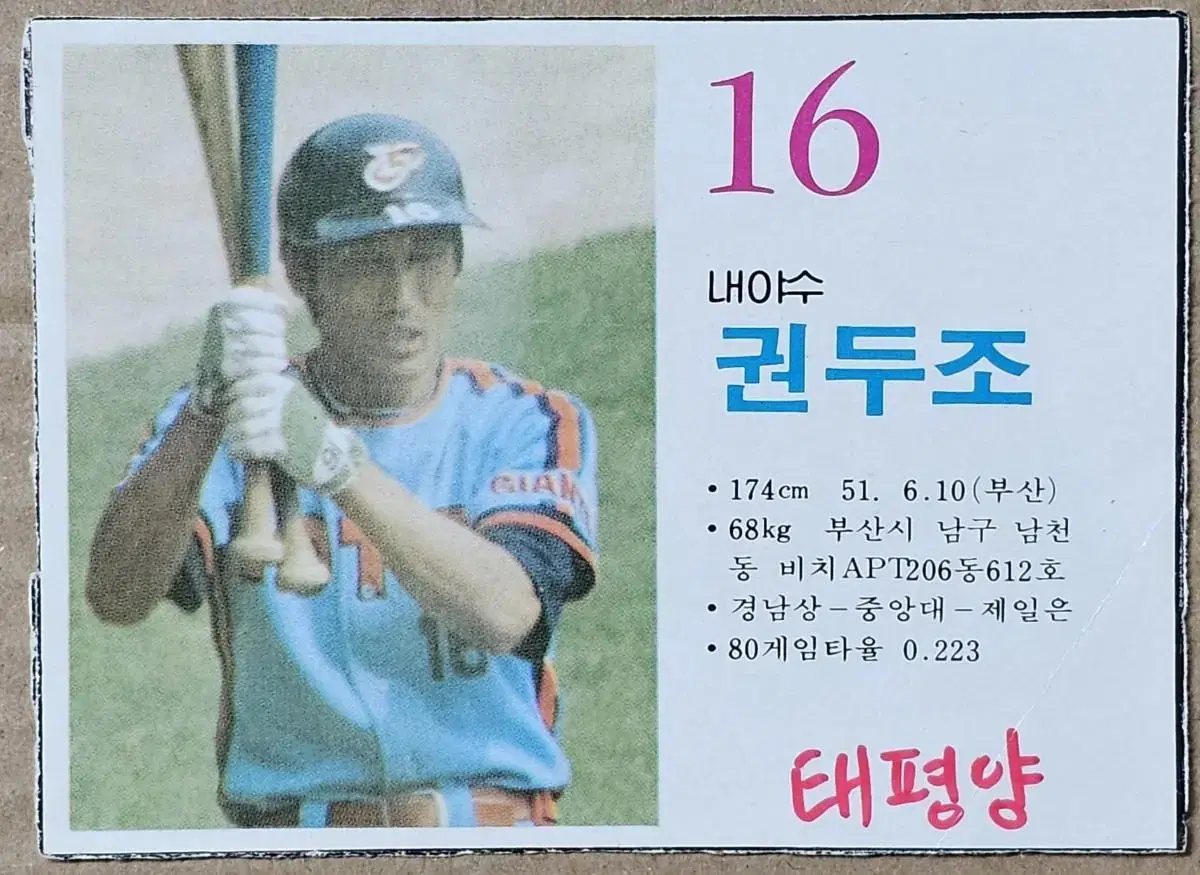 16
내야수
권두조
• 174cm 51. 6.10(부산)
• 68kg 부산시 남구 남천
동 비치APT206동612호
• 경남상-중앙대-제일은
• 80게임타율 0.223
태평양
GIANT
16